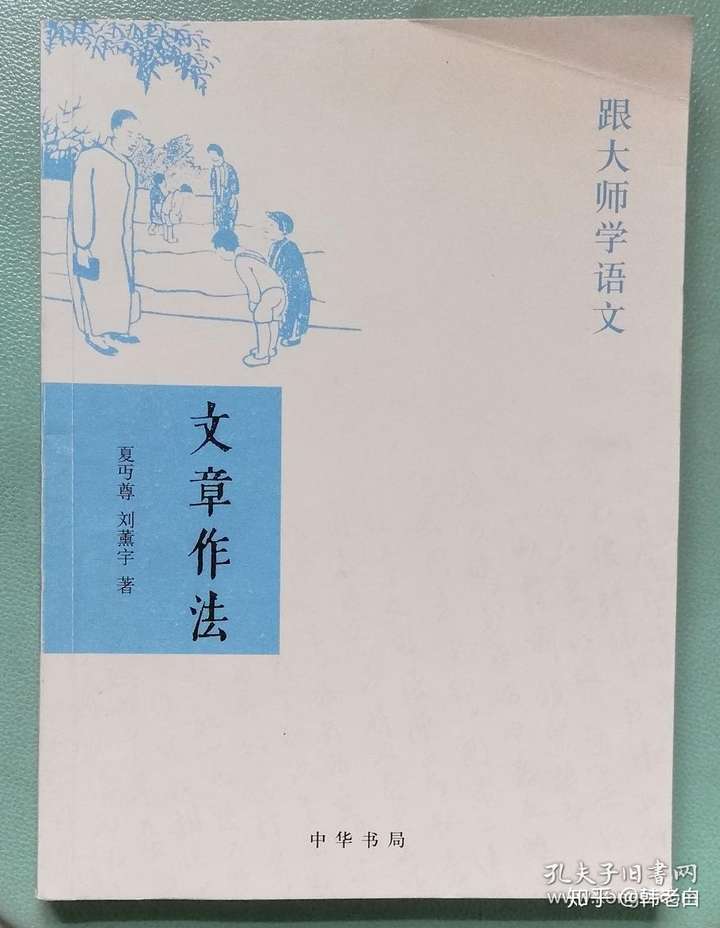 跟大师学语文
文章作法
夏丏尊 刘薰宇 著
中华书局
孔夫子旧书网
知乎 @韩老白